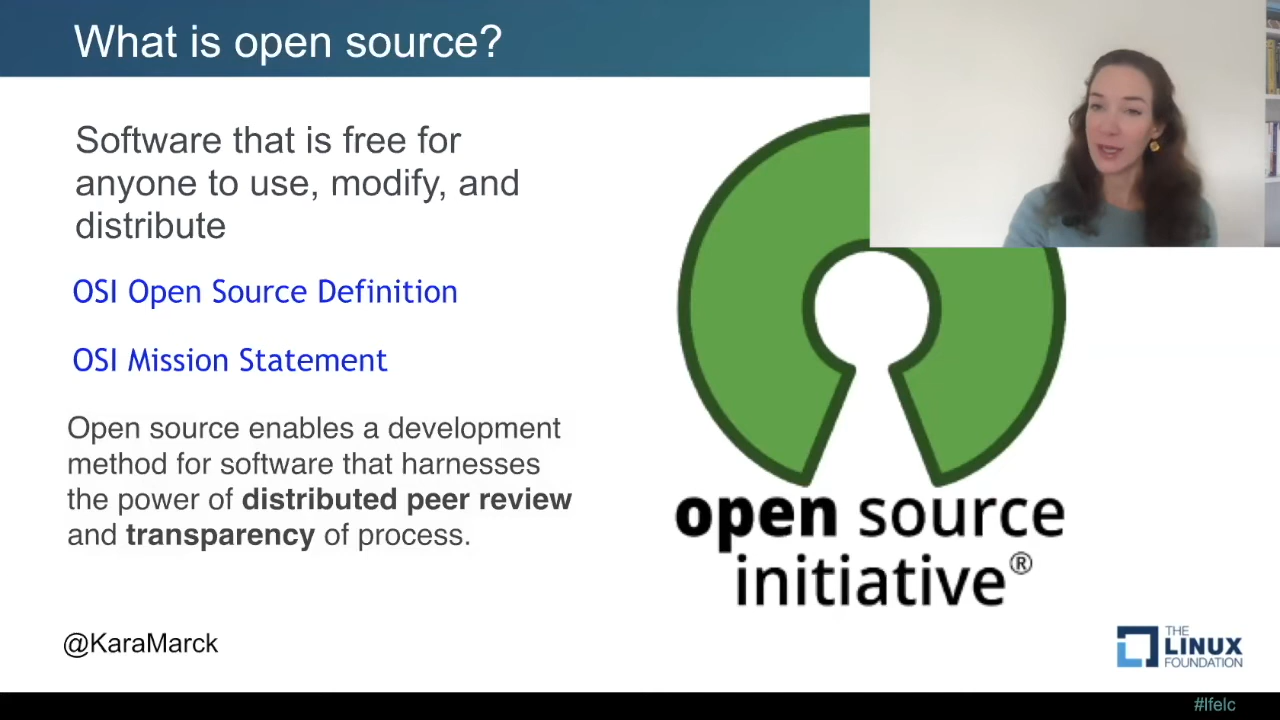 What is open source?
Software that is free for
anyone to use, modify, and
distribute
OSI Open Source Definition
OSI Mission Statement
Open source enables a development
method for software that harnesses
the power of distributed peer review
and transparency of process.
open source
initiative®
@KaraMarck
THE
LINUX
FOUNDATION
#lfelc